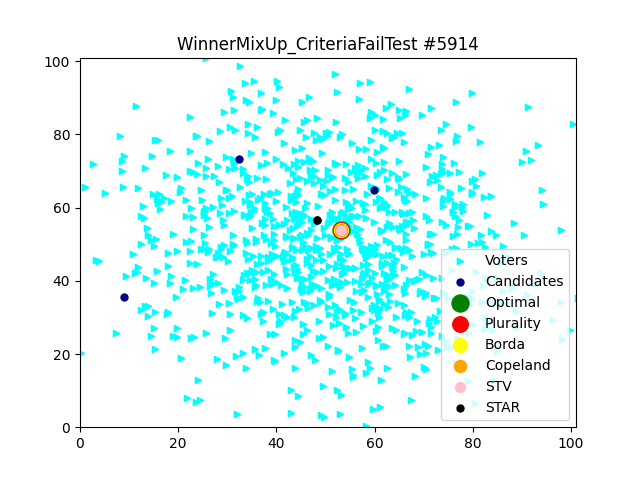 WinnerMixUp_CriteriaFailTest #5914
100
80
60
40
20
0
0
20
40
60
80
100
Voters
Candidates
Optimal
Plurality
Borda
Copeland
STV
STAR